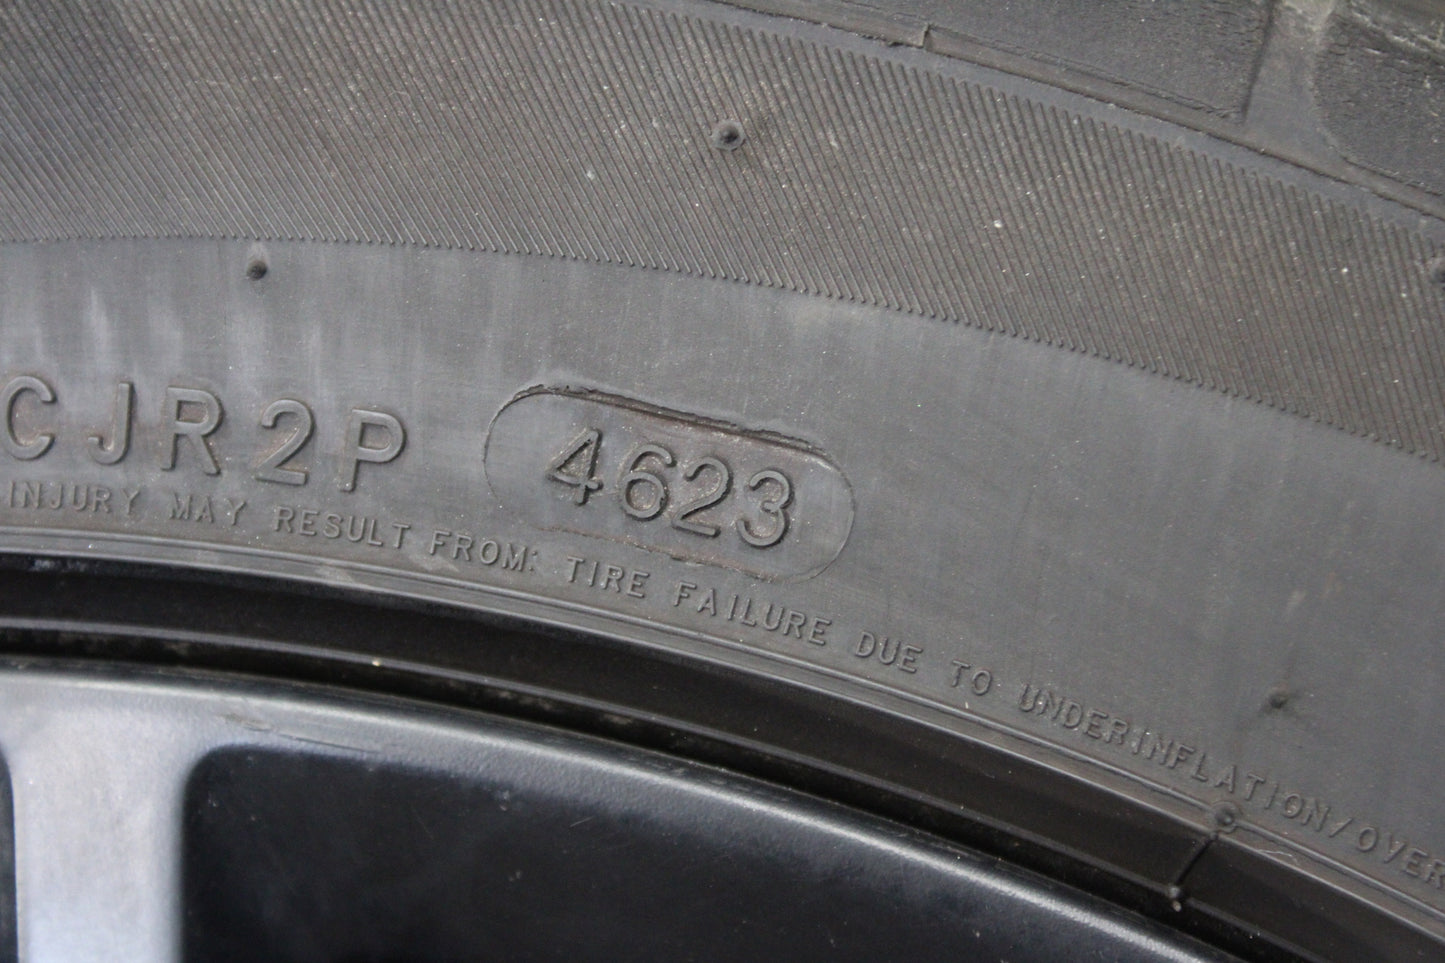 CJR2P 4623
INJURY MAY RESULT FROM: TIRE FAILURE DUE TO UNDERINFLATION/OVER